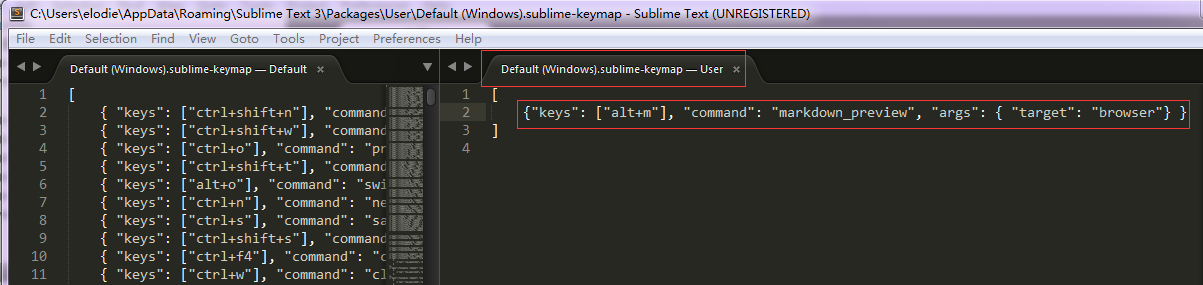 C:\Users\elodie\AppData\Roaming\Sublime Text 3\Packages\User\Default (Windows).sublime-keymap - Sublime Text (UNREGISTERED)
File Edit Selection Find View Goto Tools Project Preferences Help
Default (Windows).sublime-keymap — Default ×
1 [
2 { "keys": ["ctrl+shift+n"], "command
3 { "keys": ["ctrl+shift+w"], "command
4 { "keys": ["ctrl+o"], "command": "pr
5 { "keys": ["ctrl+shift+t"], "command
6 { "keys": ["alt+o"], "command": "swi
7 { "keys": ["ctrl+n"], "command": "ne
8 { "keys": ["ctrl+s"], "command": "sa
9 { "keys": ["ctrl+shift+s"], "command
10 { "keys": ["ctrl+f4"], "command": "c
11 { "keys": ["ctrl+w"], "command": "cl
Default (Windows).sublime-keymap — User ×
1 [
2 {"keys": ["alt+m"], "command": "markdown_preview", "args": { "target": "browser"} }
3 ]
4